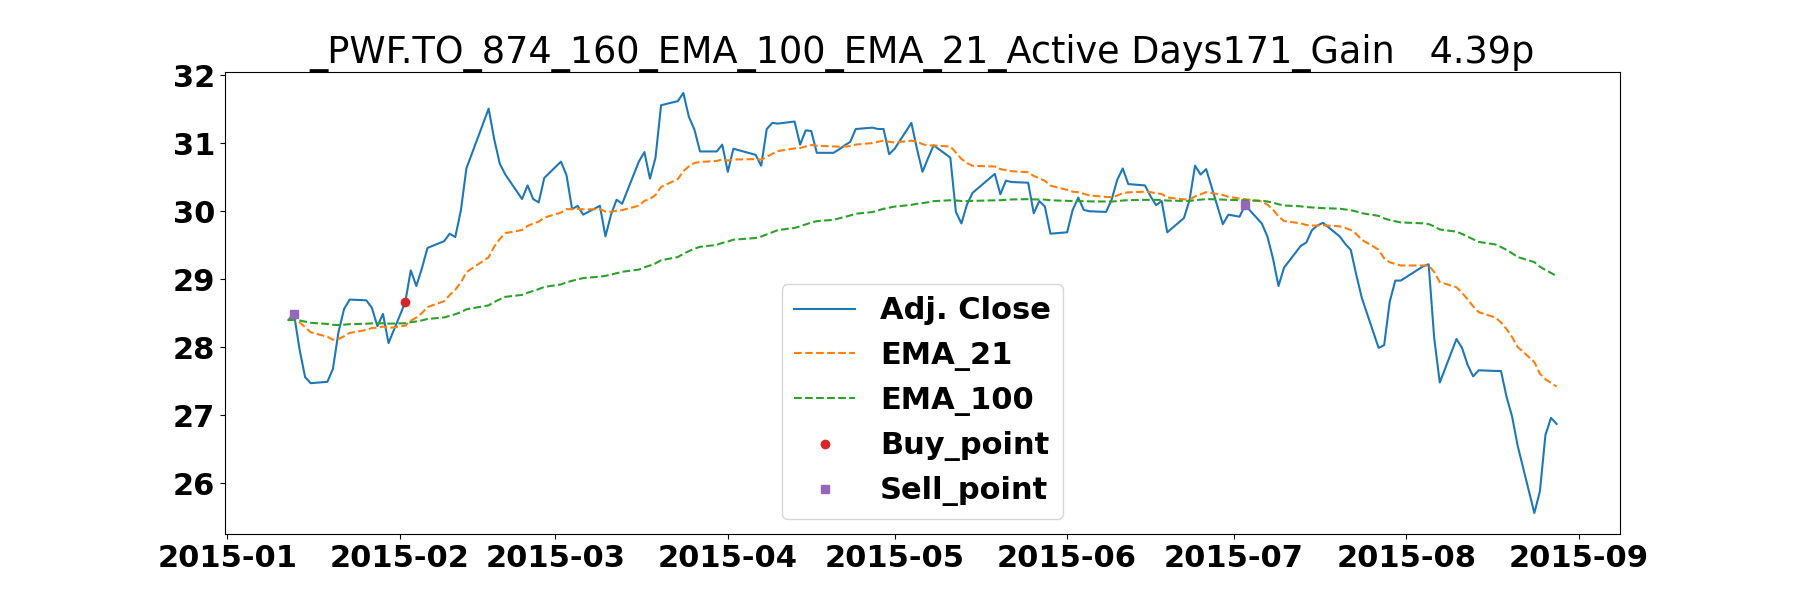 _PWF.TO_874_160_EMA_100_EMA_21_Active Days171_Gain   4.39p
32
31
30
29
28
27
26
Adj. Close
EMA_21
EMA_100
Buy_point
Sell_point
2015-01 2015-02 2015-03 2015-04 2015-05 2015-06 2015-07 2015-08 2015-09